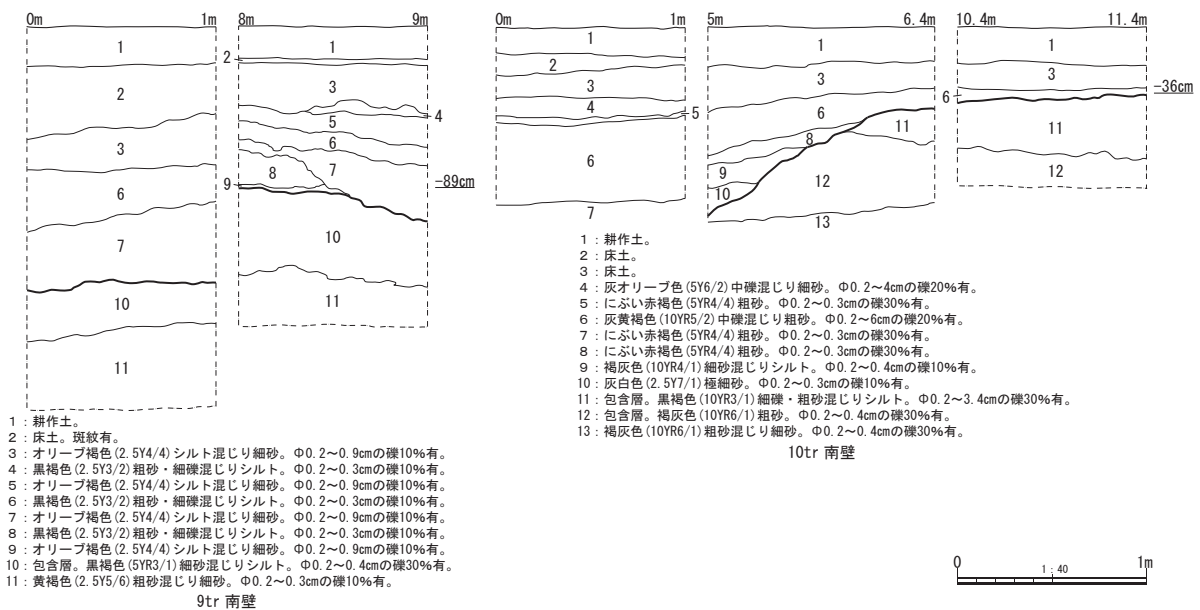 0m 1m 8m 9m
1
2
3
6
7
10
11
1
2
3
4
5
6
7
8
9
-89cm
10
11
0m 1m 5m 6.4m 10.4m 11.4m
1
2
3
4
5
6
7
1
3
6
8
11
9
10
12
13
1
3
6
-36cm
11
12
1：耕作土。
2：床土。斑紋有。
3：オリーブ褐色(2.5Y4/4)シルト混じり細砂。Φ0.2～0.9cmの礫10%有。
4：黒褐色(2.5Y3/2)粗砂・細礫混じりシルト。Φ0.2～0.3cmの礫10%有。
5：オリーブ褐色(2.5Y4/4)シルト混じり細砂。Φ0.2～0.9cmの礫10%有。
6：黒褐色(2.5Y3/2)粗砂・細礫混じりシルト。Φ0.2～0.3cmの礫10%有。
7：オリーブ褐色(2.5Y4/4)シルト混じり細砂。Φ0.2～0.9cmの礫10%有。
8：黒褐色(2.5Y3/2)粗砂・細礫混じりシルト。Φ0.2～0.3cmの礫10%有。
9：オリーブ褐色(2.5Y4/4)シルト混じり細砂。Φ0.2～0.9cmの礫10%有。
10：包含層。黒褐色(5YR3/1)細砂混じりシルト。Φ0.2～0.4cmの礫30%有。
11：黄褐色(2.5Y5/6)粗砂混じり細砂。Φ0.2～0.3cmの礫10%有。
9tr 南壁
1：耕作土。
2：床土。
3：床土。
4：灰オリーブ色(5Y6/2)中礫混じり細砂。Φ0.2～4cmの礫20%有。
5：にぶい赤褐色(5YR4/4)粗砂。Φ0.2～0.3cmの礫30%有。
6：灰黄褐色(10YR5/2)中礫混じり粗砂。Φ0.2～6cmの礫20%有。
7：にぶい赤褐色(5YR4/4)粗砂。Φ0.2～0.3cmの礫30%有。
8：にぶい赤褐色(5YR4/4)粗砂。Φ0.2～0.3cmの礫30%有。
9：褐灰色(10YR4/1)細砂混じりシルト。Φ0.2～0.4cmの礫10%有。
10：灰白色(2.5Y7/1)極細砂。Φ0.2～0.3cmの礫10%有。
11：包含層。黒褐色(10YR3/1)細礫・粗砂混じりシルト。Φ0.2～3.4cmの礫30%有。
12：包含層。褐灰色(10YR6/1)粗砂。Φ0.2～0.4cmの礫30%有。
13：褐灰色(10YR6/1)粗砂混じり細砂。Φ0.2～0.4cmの礫30%有。
10tr 南壁
0 1：40 1m